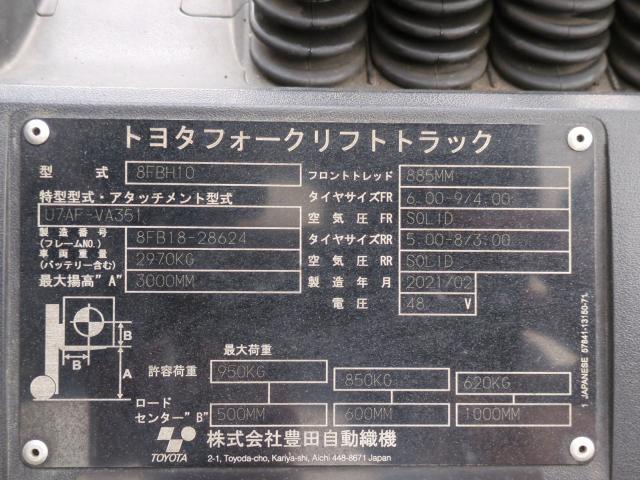 トヨタフォークリフトトラック
型 式 8FBH10
特型型式・アタッチメント型式
U7AF-VA351
製造番号 (フレームNO.) 8FB18-28624
車両重量 (バッテリー含む) 2970KG
最大揚高"A" 3000MM
フロントトレッド 885MM
タイヤサイズFR 6.00-9/4.00
空気圧FR SOLID
タイヤサイズRR 5.00-8/3.00
空気圧RR SOLID
製造年月 2021/02
電圧 48 V
B
B
A
最大荷重
許容荷重 950KG 850KG 620KG
ロード
センター"B" 500MM 600MM 1000MM
TOYOTA 株式会社豊田自動織機
2-1, Toyoda-cho, Kariya-shi, Aichi 448-8671 Japan
1 JAPANESE 57841-13150-71